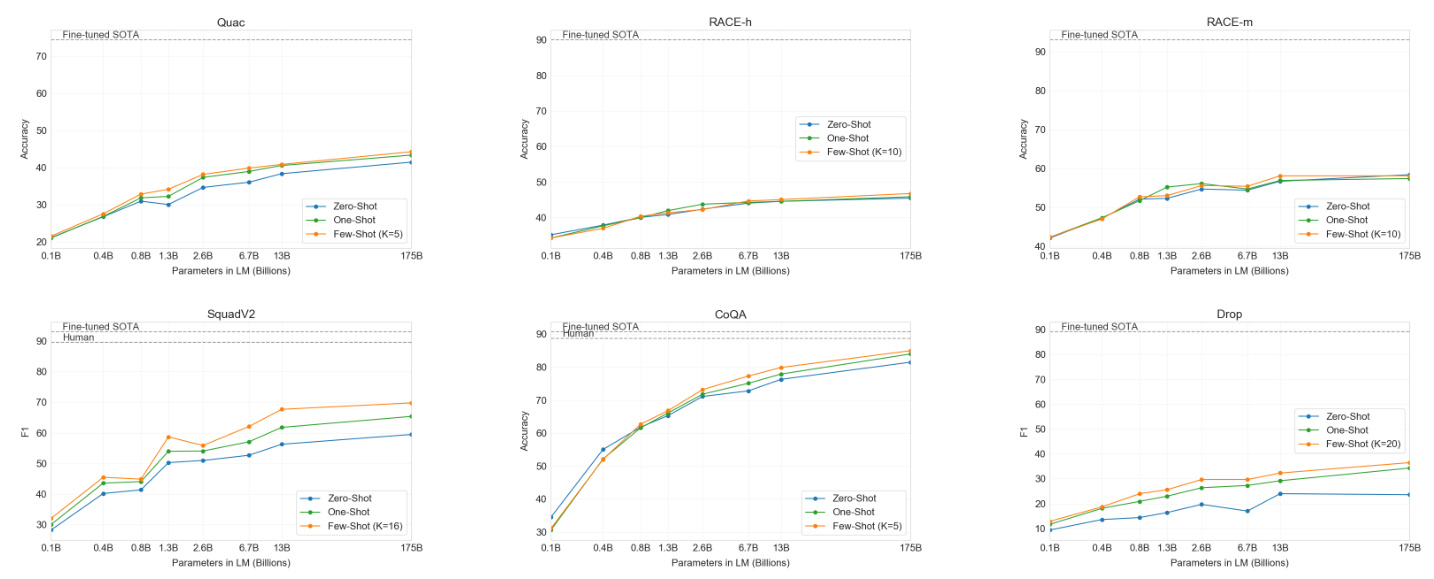 Quac
Fine-tuned SOTA
70
60
50
40
30
20
Accuracy
Zero-Shot
One-Shot
Few-Shot (K=5)
0.1B 0.4B 0.8B 1.3B 2.6B 6.7B 13B 175B
Parameters in LM (Billions)
RACE-h
Fine-tuned SOTA
90
80
70
60
50
40
Accuracy
Zero-Shot
One-Shot
Few-Shot (K=10)
0.1B 0.4B 0.8B 1.3B 2.6B 6.7B 13B 175B
Parameters in LM (Billions)
RACE-m
Fine-tuned SOTA
90
80
70
60
50
40
Accuracy
Zero-Shot
One-Shot
Few-Shot (K=10)
0.1B 0.4B 0.8B 1.3B 2.6B 6.7B 13B 175B
Parameters in LM (Billions)
SquadV2
Fine-tuned SOTA
Human
90
80
70
60
50
40
30
F1
Zero-Shot
One-Shot
Few-Shot (K=16)
0.1B 0.4B 0.8B 1.3B 2.6B 6.7B 13B 175B
Parameters in LM (Billions)
CoQA
Fine-tuned SOTA
Human
90
80
70
60
50
40
30
Accuracy
Zero-Shot
One-Shot
Few-Shot (K=5)
0.1B 0.4B 0.8B 1.3B 2.6B 6.7B 13B 175B
Parameters in LM (Billions)
Drop
Fine-tuned SOTA
90
80
70
60
50
40
30
20
10
F1
Zero-Shot
One-Shot
Few-Shot (K=20)
0.1B 0.4B 0.8B 1.3B 2.6B 6.7B 13B 175B
Parameters in LM (Billions)